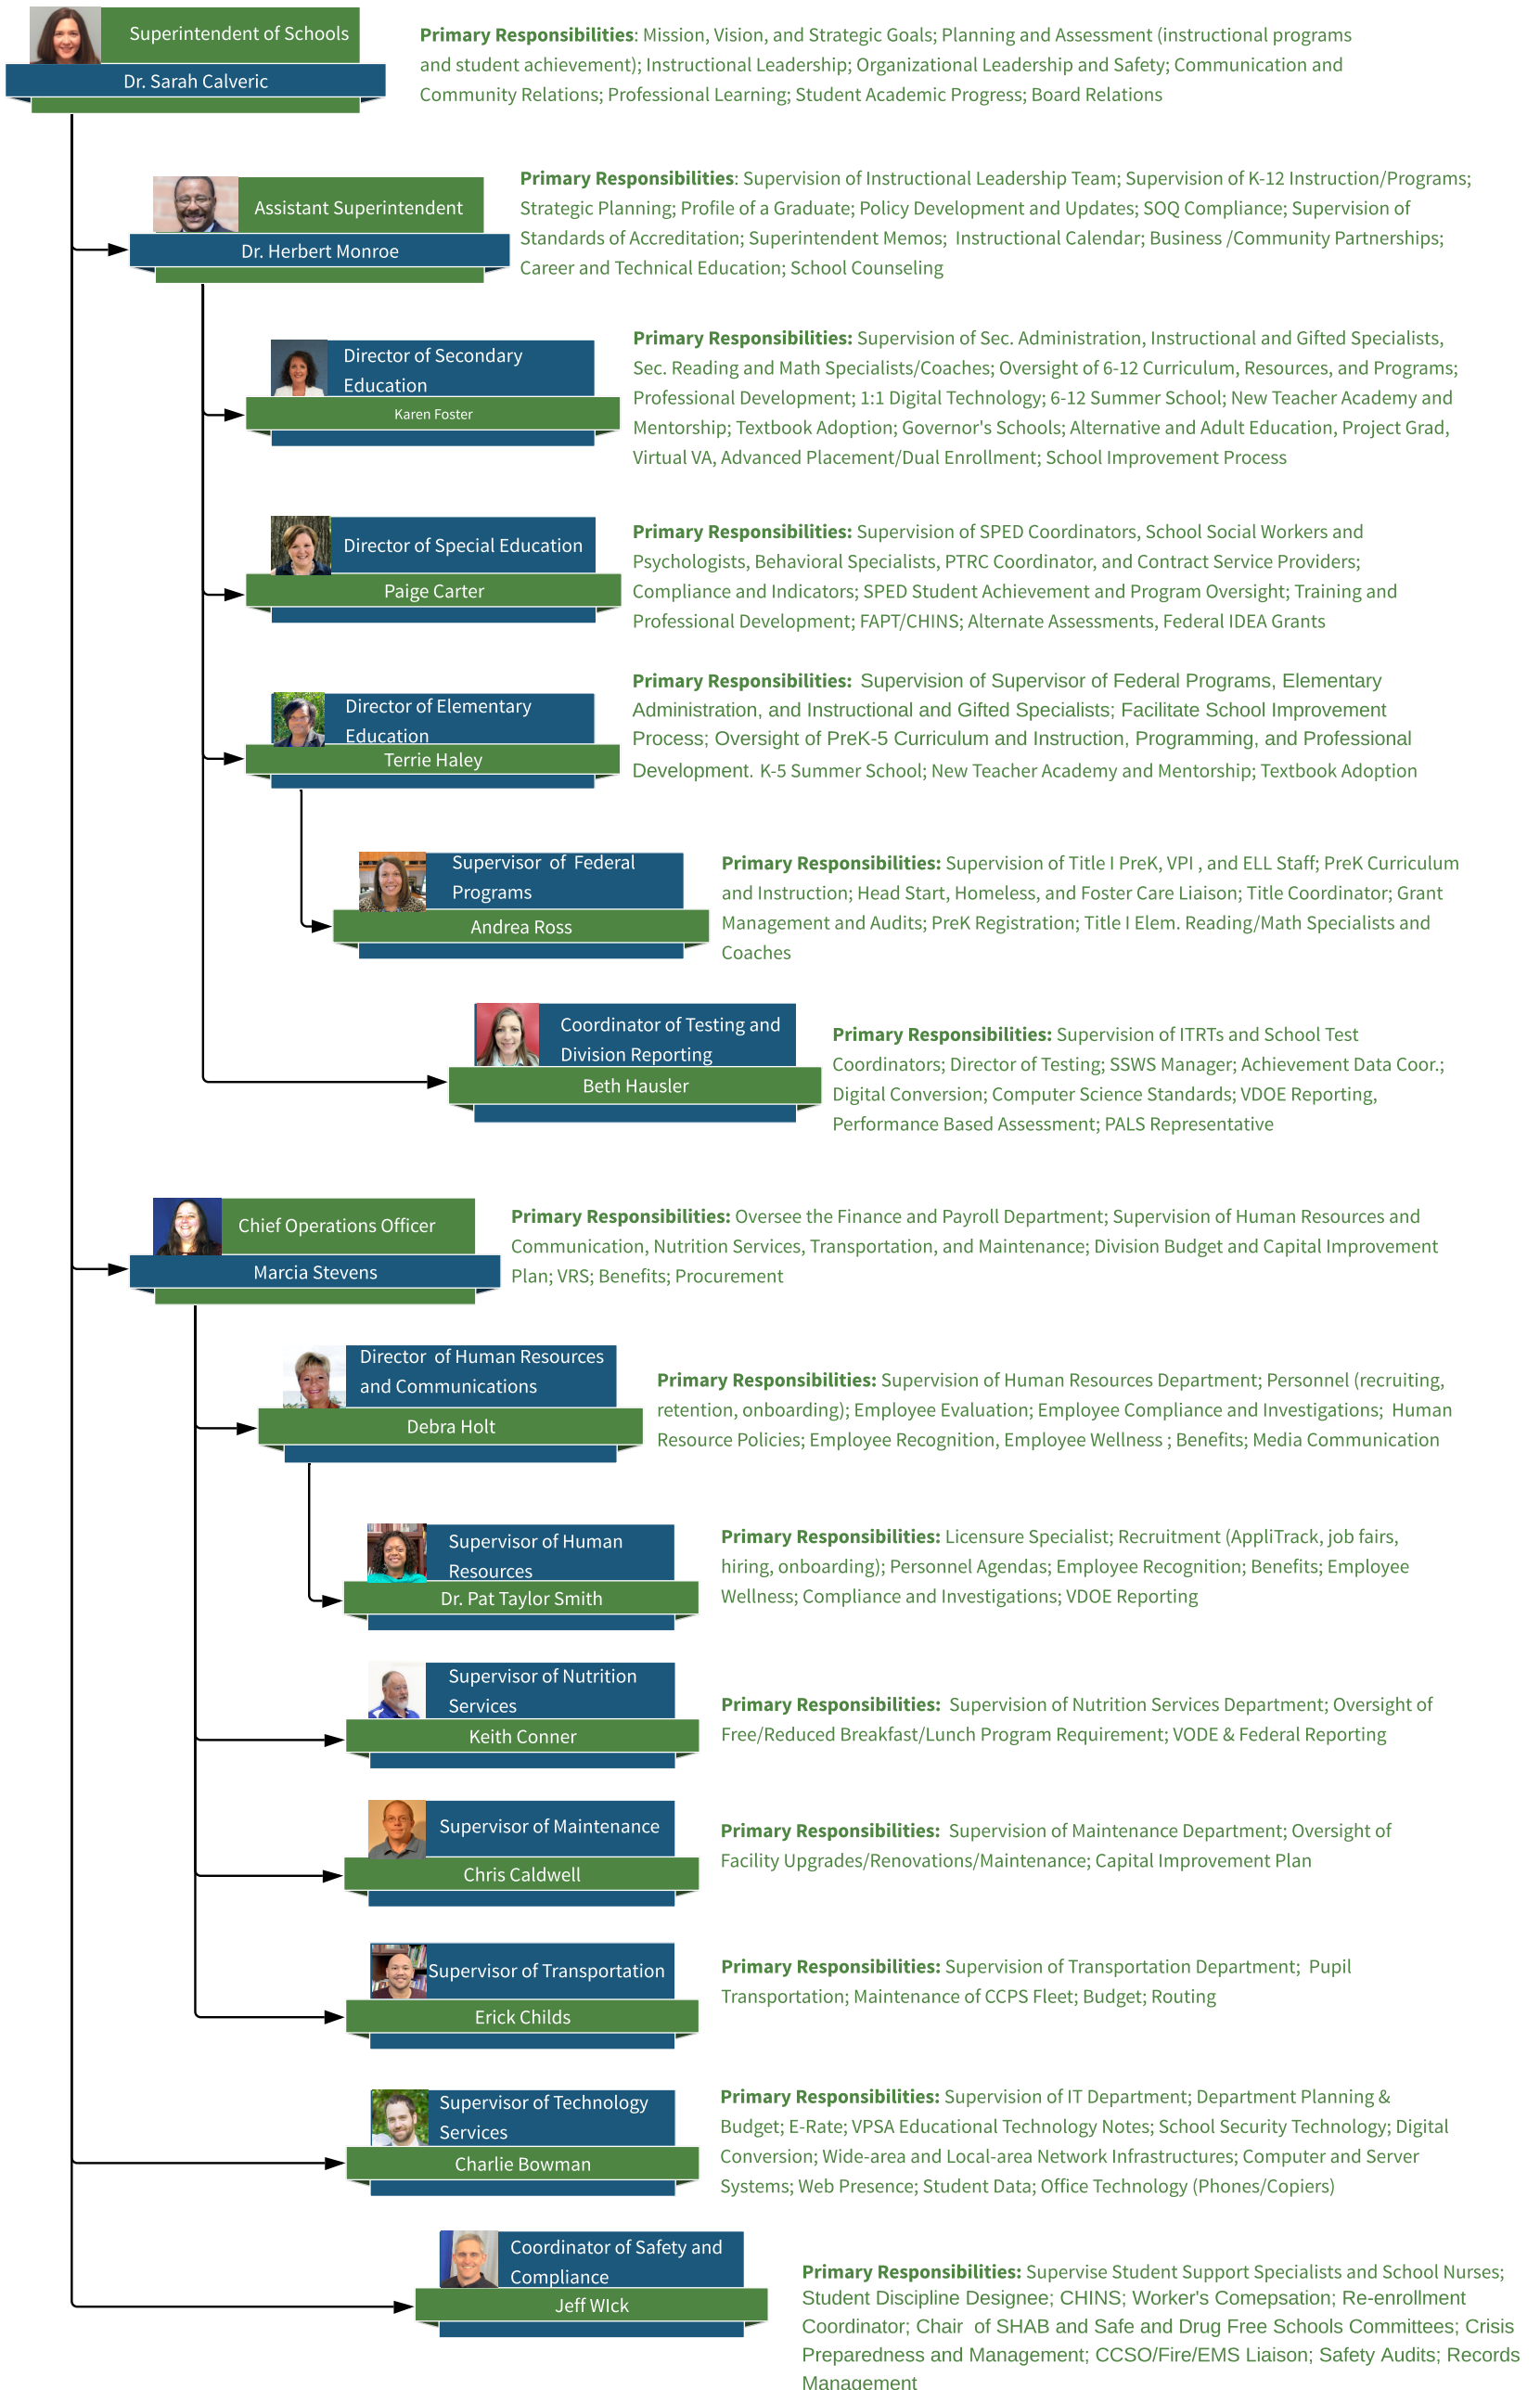 Superintendent of Schools
Dr. Sarah Calveric
Primary Responsibilities: Mission, Vision, and Strategic Goals; Planning and Assessment (instructional programs
and student achievement); Instructional Leadership; Organizational Leadership and Safety; Communication and
Community Relations; Professional Learning; Student Academic Progress; Board Relations
Assistant Superintendent
Dr. Herbert Monroe
Primary Responsibilities: Supervision of Instructional Leadership Team; Supervision of K-12 Instruction/Programs;
Strategic Planning; Profile of a Graduate; Policy Development and Updates; SOQ Compliance; Supervision of
Standards of Accreditation; Superintendent Memos; Instructional Calendar; Business /Community Partnerships;
Career and Technical Education; School Counseling
Director of Secondary
Education
Karen Foster
Primary Responsibilities: Supervision of Sec. Administration, Instructional and Gifted Specialists,
Sec. Reading and Math Specialists/Coaches; Oversight of 6-12 Curriculum, Resources, and Programs;
Professional Development; 1:1 Digital Technology; 6-12 Summer School; New Teacher Academy and
Mentorship; Textbook Adoption; Governor's Schools; Alternative and Adult Education, Project Grad,
Virtual VA, Advanced Placement/Dual Enrollment; School Improvement Process
Director of Special Education
Paige Carter
Primary Responsibilities: Supervision of SPED Coordinators, School Social Workers and
Psychologists, Behavioral Specialists, PTRC Coordinator, and Contract Service Providers;
Compliance and Indicators; SPED Student Achievement and Program Oversight; Training and
Professional Development; FAPT/CHINS; Alternate Assessments, Federal IDEA Grants
Director of Elementary
Education
Terrie Haley
Primary Responsibilities: Supervision of Supervisor of Federal Programs, Elementary
Administration, and Instructional and Gifted Specialists; Facilitate School Improvement
Process; Oversight of PreK-5 Curriculum and Instruction, Programming, and Professional
Development. K-5 Summer School; New Teacher Academy and Mentorship; Textbook Adoption
Supervisor of Federal
Programs
Andrea Ross
Primary Responsibilities: Supervision of Title I PreK, VPI , and ELL Staff; PreK Curriculum
and Instruction; Head Start, Homeless, and Foster Care Liaison; Title Coordinator; Grant
Management and Audits; PreK Registration; Title I Elem. Reading/Math Specialists and
Coaches
Coordinator of Testing and
Division Reporting
Beth Hausler
Primary Responsibilities: Supervision of ITRTs and School Test
Coordinators; Director of Testing; SSWS Manager; Achievement Data Coor.;
Digital Conversion; Computer Science Standards; VDOE Reporting,
Performance Based Assessment; PALS Representative
Chief Operations Officer
Marcia Stevens
Primary Responsibilities: Oversee the Finance and Payroll Department; Supervision of Human Resources and
Communication, Nutrition Services, Transportation, and Maintenance; Division Budget and Capital Improvement
Plan; VRS; Benefits; Procurement
Director of Human Resources
and Communications
Debra Holt
Primary Responsibilities: Supervision of Human Resources Department; Personnel (recruiting,
retention, onboarding); Employee Evaluation; Employee Compliance and Investigations; Human
Resource Policies; Employee Recognition, Employee Wellness ; Benefits; Media Communication
Supervisor of Human
Resources
Dr. Pat Taylor Smith
Primary Responsibilities: Licensure Specialist; Recruitment (AppliTrack, job fairs,
hiring, onboarding); Personnel Agendas; Employee Recognition; Benefits; Employee
Wellness; Compliance and Investigations; VDOE Reporting
Supervisor of Nutrition
Services
Keith Conner
Primary Responsibilities: Supervision of Nutrition Services Department; Oversight of
Free/Reduced Breakfast/Lunch Program Requirement; VODE & Federal Reporting
Supervisor of Maintenance
Chris Caldwell
Primary Responsibilities: Supervision of Maintenance Department; Oversight of
Facility Upgrades/Renovations/Maintenance; Capital Improvement Plan
Supervisor of Transportation
Erick Childs
Primary Responsibilities: Supervision of Transportation Department; Pupil
Transportation; Maintenance of CCPS Fleet; Budget; Routing
Supervisor of Technology
Services
Charlie Bowman
Primary Responsibilities: Supervision of IT Department; Department Planning &
Budget; E-Rate; VPSA Educational Technology Notes; School Security Technology; Digital
Conversion; Wide-area and Local-area Network Infrastructures; Computer and Server
Systems; Web Presence; Student Data; Office Technology (Phones/Copiers)
Coordinator of Safety and
Compliance
Jeff WIck
Primary Responsibilities: Supervise Student Support Specialists and School Nurses;
Student Discipline Designee; CHINS; Worker's Comepsation; Re-enrollment
Coordinator; Chair of SHAB and Safe and Drug Free Schools Committees; Crisis
Preparedness and Management; CCSO/Fire/EMS Liaison; Safety Audits; Records
Management